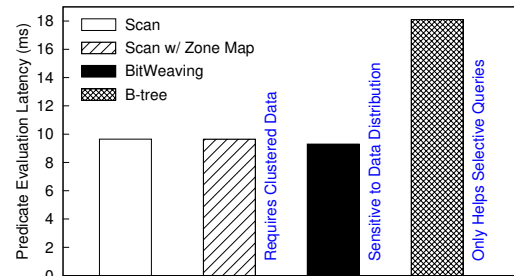 Predicate Evaluation Latency (ms)
18
16
14
12
10
8
6
4
2
0
Scan
Scan w/ Zone Map
BitWeaving
B-tree
Requires Clustered Data
Sensitive to Data Distribution
Only Helps Selective Queries